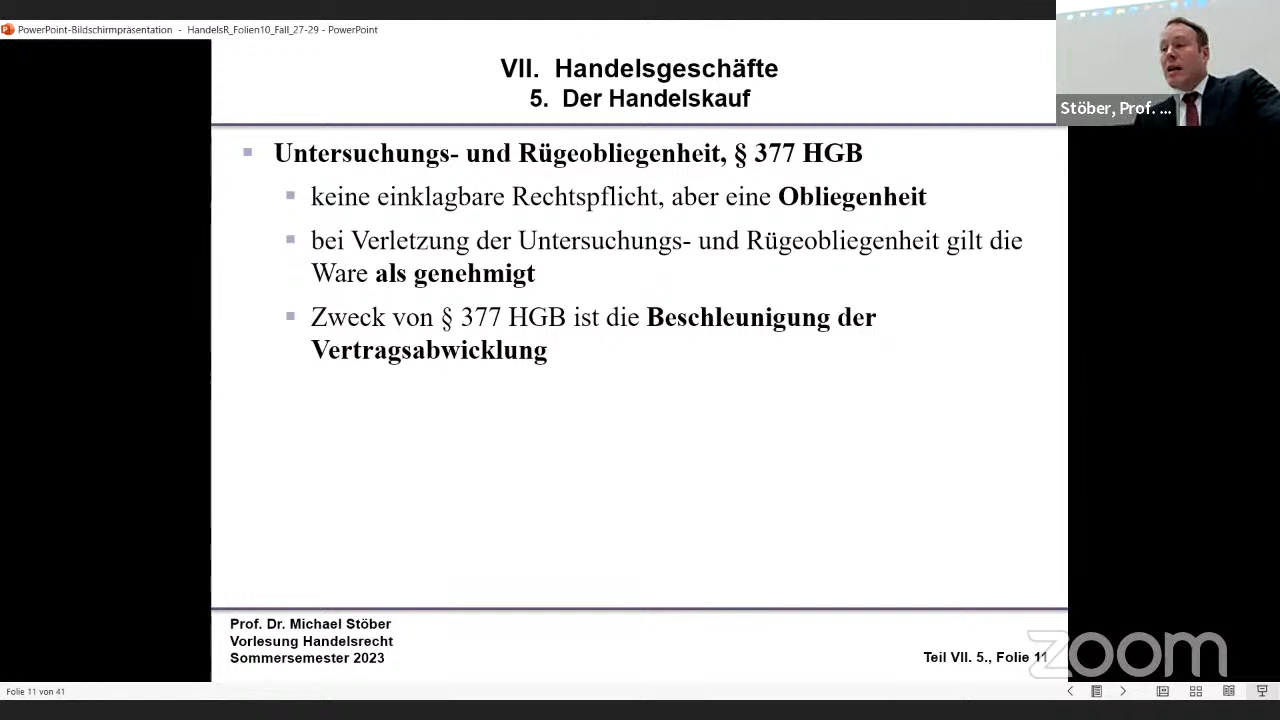 PowerPoint-Bildschirmpräsentation - HandelsR_Folien10_Fall_27-29 - PowerPoint
Stöber, Prof. ...
VII. Handelsgeschäfte
5. Der Handelskauf
Untersuchungs- und Rügeobliegenheit, § 377 HGB
keine einklagbare Rechtspflicht, aber eine Obliegenheit
bei Verletzung der Untersuchungs- und Rügeobliegenheit gilt die
Ware als genehmigt
Zweck von § 377 HGB ist die Beschleunigung der
Vertragsabwicklung
Prof. Dr. Michael Stöber
Vorlesung Handelsrecht
Sommersemester 2023
Teil VII. 5., Folie 11
zoom
Folie 11 von 41